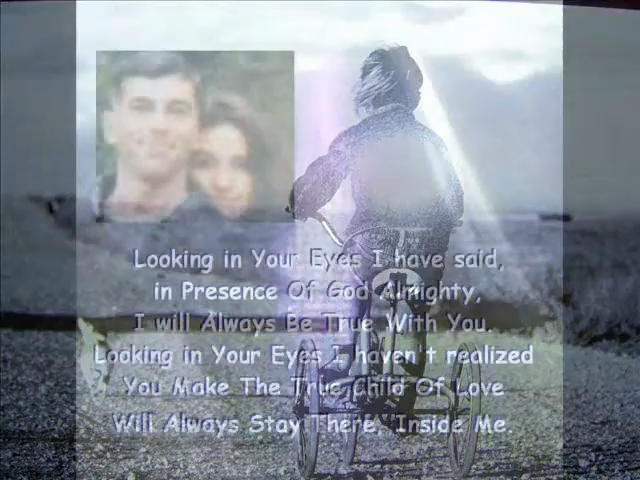 Looking in Your Eyes I have said,
in Presence Of God Almighty,
I will Always Be True With You.
Looking in Your Eyes I haven't realized
You Make The True Child Of Love
Will Always Stay There, Inside Me.